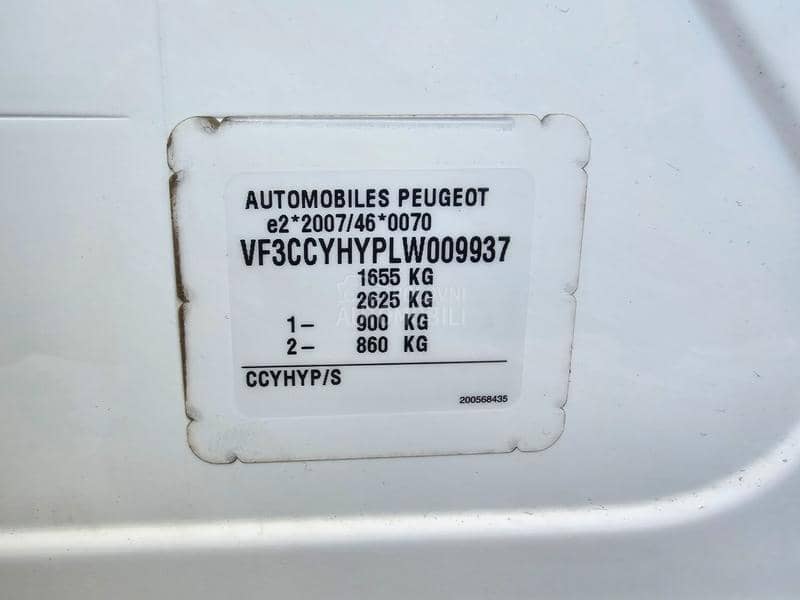 AUTOMOBILES PEUGEOT
e2*2007/46*0070
VF3CCYHYPLW009937
1655 KG
2625 KG
1- 900 KG
2- 860 KG
CCYHYP/S
200568435